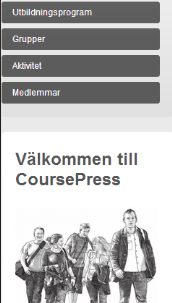 Utbildningsprogram
Grupper
Aktivitet
Medlemmar
Välkommen till
CoursePress